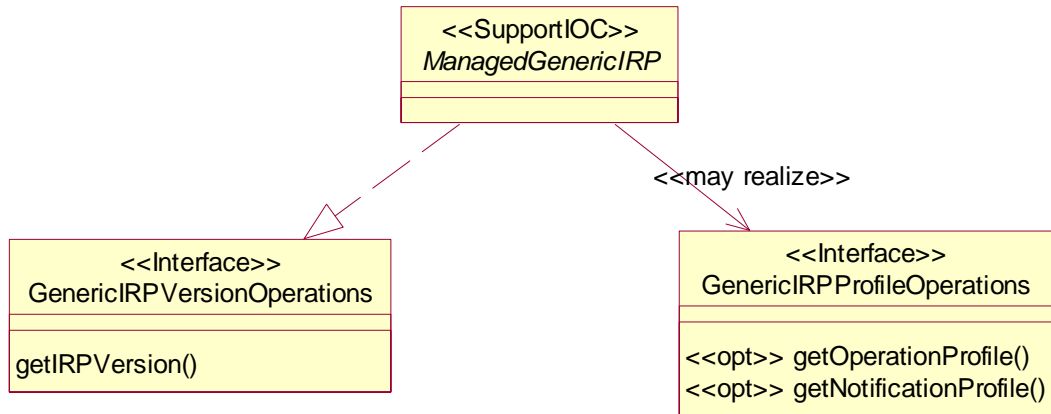 <<SupportIOC>>
ManagedGenericIRP
<<may realize>>
<<Interface>>
GenericIRPVersionOperations
getIRPVersion()
<<Interface>>
GenericIRPProfileOperations
<<opt>> getOperationProfile()
<<opt>> getNotificationProfile()